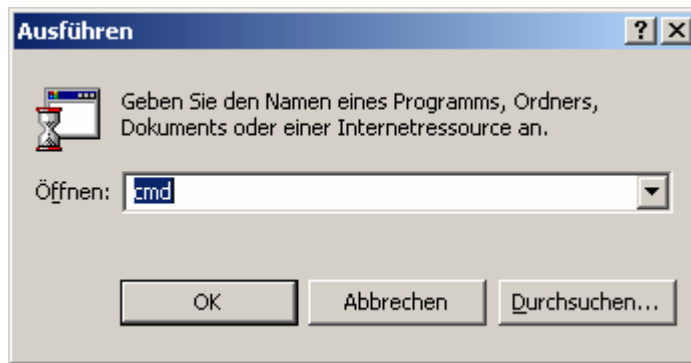 Ausführen
Geben Sie den Namen eines Programms, Ordners,
Dokuments oder einer Internetressource an.
Öffnen: cmd
OK Abbrechen Durchsuchen...